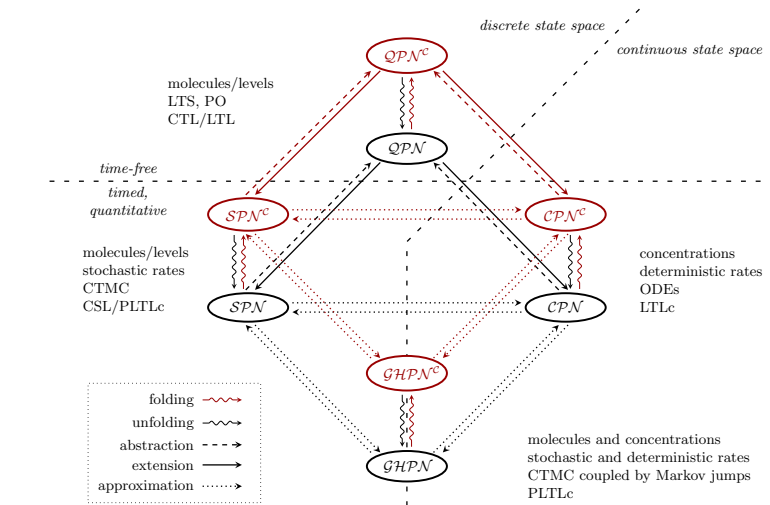 discrete state space
continuous state space
𝒬𝒫𝒩^𝒞
molecules/levels
LTS, PO
CTL/LTL
𝒬𝒫𝒩
time-free
timed,
quantitative
𝒮𝒫𝒩^𝒞
𝒞𝒫𝒩^𝒞
molecules/levels
stochastic rates
CTMC
CSL/PLTLc
concentrations
deterministic rates
ODEs
LTLc
𝒮𝒫𝒩
𝒞𝒫𝒩
𝒢ℋ𝒫𝒩^𝒞
folding
unfolding
abstraction
extension
approximation
𝒢ℋ𝒫𝒩
molecules and concentrations
stochastic and deterministic rates
CTMC coupled by Markov jumps
PLTLc